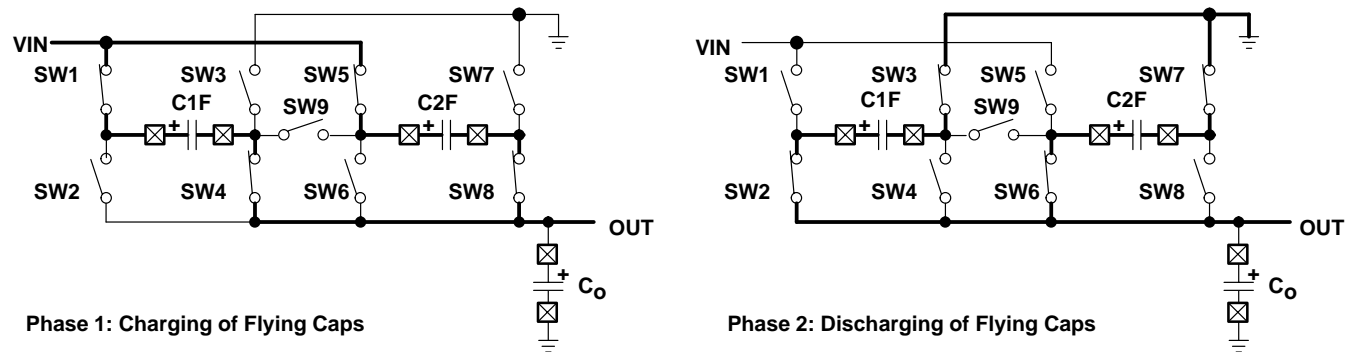 VIN
SW1
SW3
SW5
SW7
C1F
SW9
C2F
+
+
SW2
SW4
SW6
SW8
OUT
+
Co
Phase 1: Charging of Flying Caps
VIN
SW1
SW3
SW5
SW7
C1F
SW9
C2F
+
+
SW2
SW4
SW6
SW8
OUT
+
Co
Phase 2: Discharging of Flying Caps